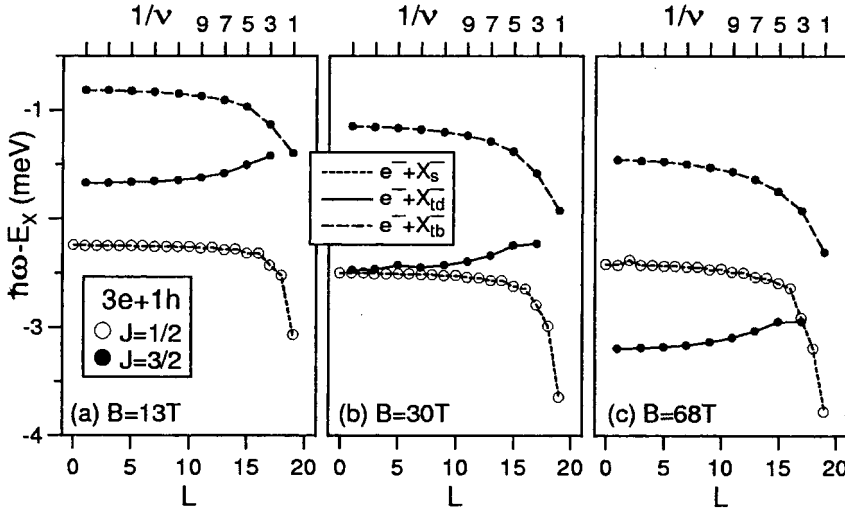 1/ν 1/ν 1/ν
9 7 5 3 1 9 7 5 3 1 9 7 5 3 1
ħω-E_X (meV)
-1
-3
-4
e⁻+X_s⁻
e⁻+X_td⁻
e⁻+X_tb⁻
3e+1h
J=1/2
J=3/2
(a) B=13T (b) B=30T (c) B=68T
0 5 10 15 20 0 5 10 15 20 0 5 10 15 20
L L L